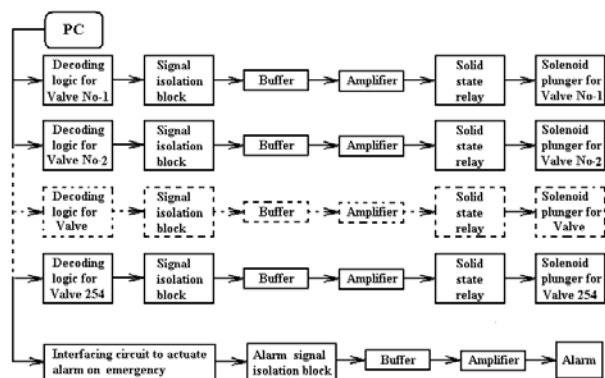 PC
Decoding
logic for
Valve No-1
Signal
isolation
block
Buffer
Amplifier
Solid
state
relay
Solenoid
plunger for
Valve No-1
Decoding
logic for
Valve No-2
Signal
isolation
block
Buffer
Amplifier
Solid
state
relay
Solenoid
plunger for
Valve No-2
Decoding
logic for
Valve
Signal
isolation
block
Buffer
Amplifier
Solid
state
relay
Solenoid
plunger for
Valve
Decoding
logic for
Valve 254
Signal
isolation
block
Buffer
Amplifier
Solid
state
relay
Solenoid
plunger for
Valve 254
Interfacing circuit to actuate
alarm on emergency
Alarm signal
isolation block
Buffer
Amplifier
Alarm